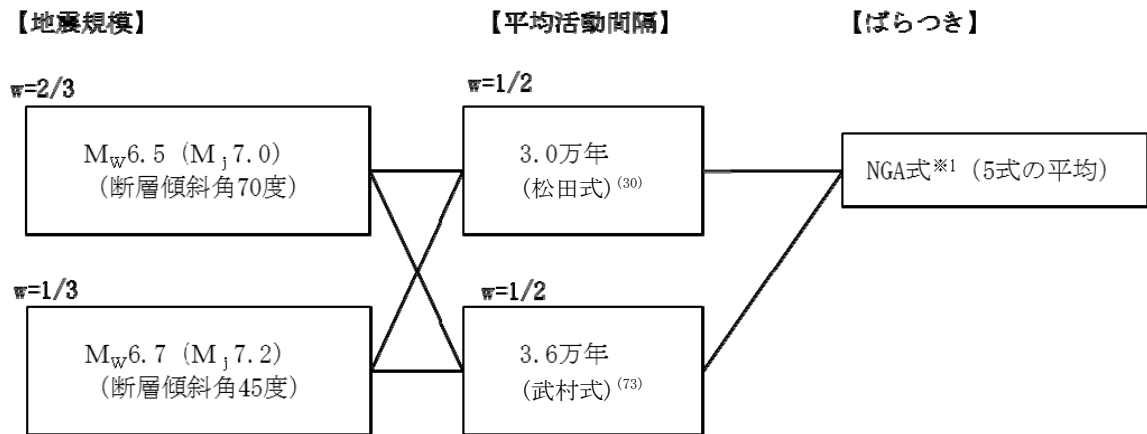 【地震規模】
【平均活動間隔】
【ばらつき】
w=2/3
MW6.5 (Mj7.0)
(断層傾斜角70度)
w=1/3
MW6.7 (Mj7.2)
(断層傾斜角45度)
w=1/2
3.0万年
(松田式)(30)
w=1/2
3.6万年
(武村式)(73)
NGA式※1 (5式の平均)